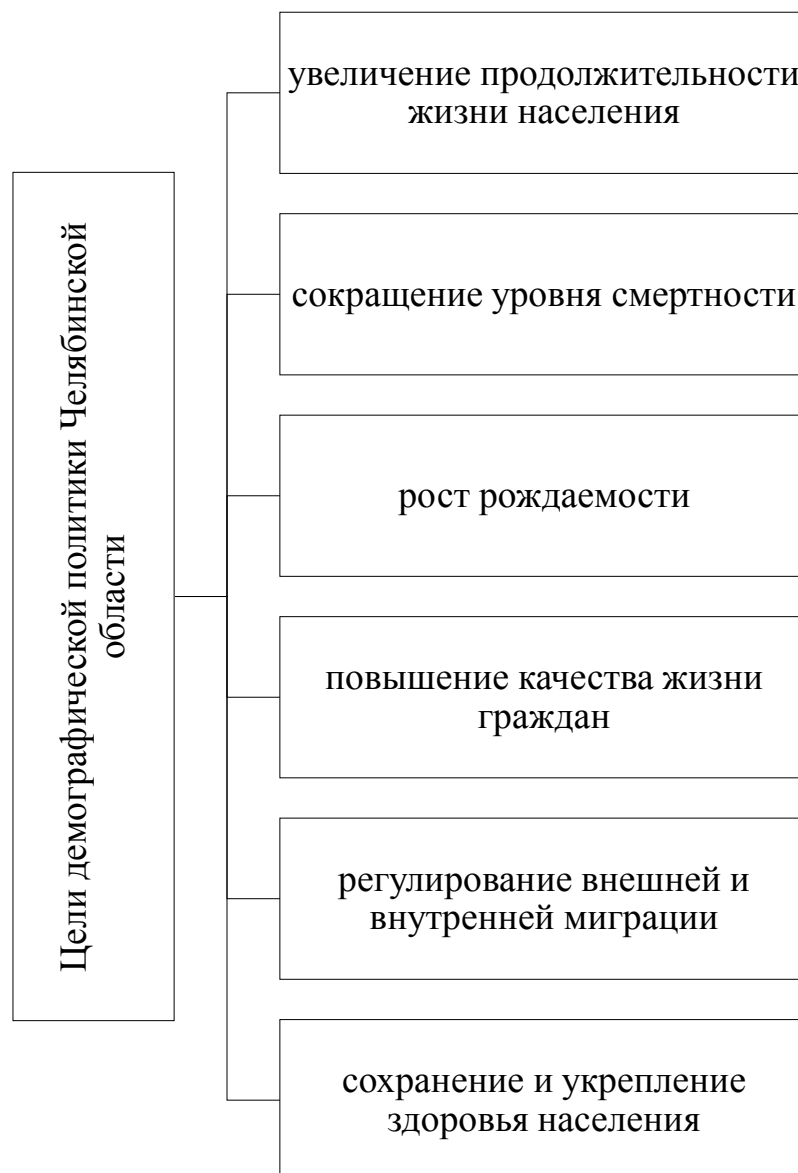 Цели демографической политики Челябинской
области
увеличение продолжительности
жизни населения
сокращение уровня смертности
рост рождаемости
повышение качества жизни
граждан
регулирование внешней и
внутренней миграции
сохранение и укрепление
здоровья населения